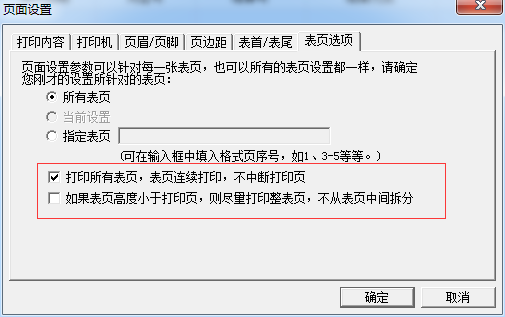 页面设置
打印内容 打印机 页眉/页脚 页边距 表首/表尾 表页选项
页面设置参数可以针对每一张表页，也可以所有的表页设置都一样，请确定
您刚才的设置所针对的表页：
所有表页
当前设置
指定表页
(可在输入框中填入格式页序号，如1、3-5等等。)
打印所有表页，表页连续打印，不中断打印页
如果表页高度小于打印页，则尽量打印整表页，不从表页中间拆分
确定 取消